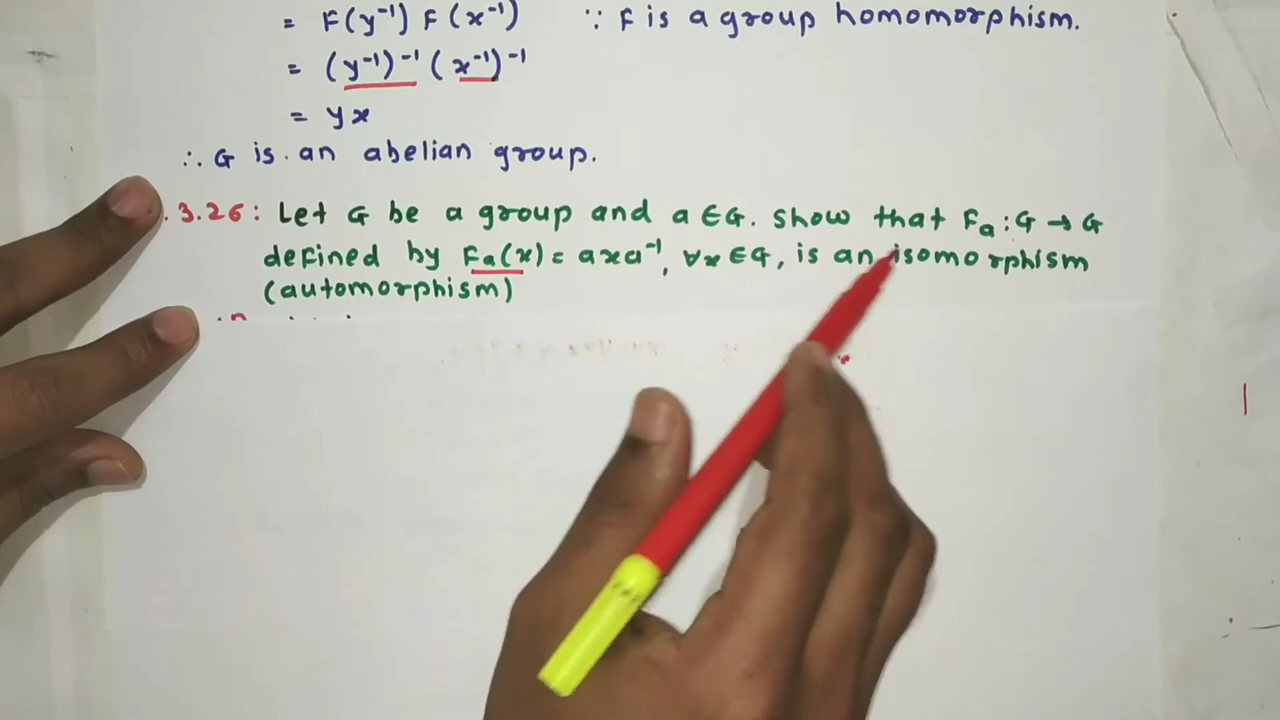 = F(y⁻¹) F(x⁻¹) ∵ F is a group homomorphism.
= (y⁻¹)⁻¹ (x⁻¹)⁻¹
= yx
∴ G is an abelian group.
3.26: Let G be a group and a ∈ G. Show that Fₐ: G → G
defined by Fₐ(x) = axa⁻¹, ∀x ∈ G, is an isomorphism
(automorphism)